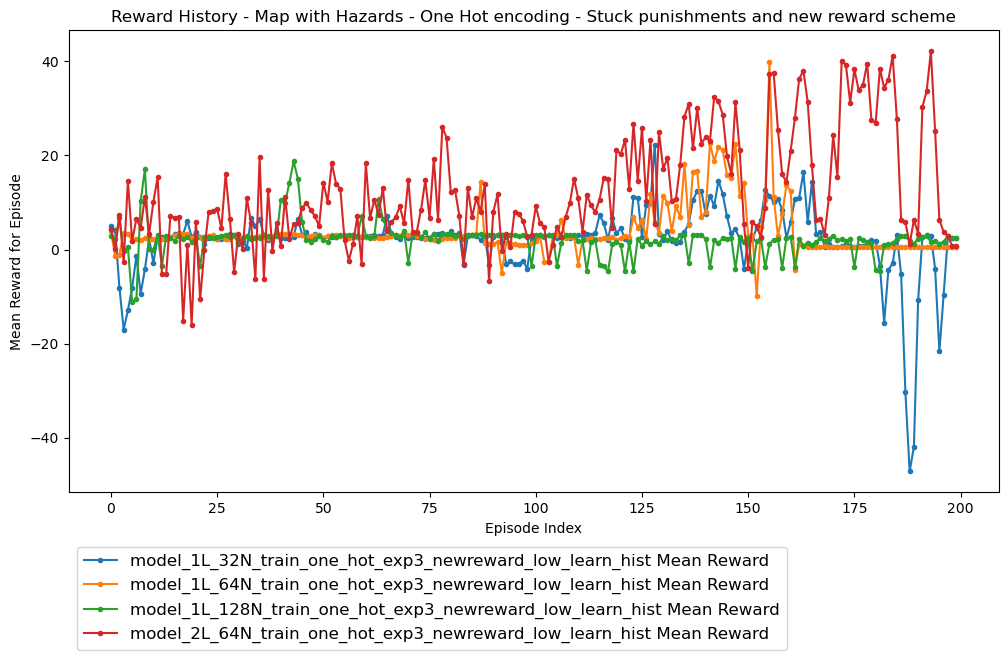 Reward History - Map with Hazards - One Hot encoding - Stuck punishments and new reward scheme
Mean Reward for Episode
40
20
0
−20
−40
0 25 50 75 100 125 150 175 200
Episode Index
model_1L_32N_train_one_hot_exp3_newreward_low_learn_hist Mean Reward
model_1L_64N_train_one_hot_exp3_newreward_low_learn_hist Mean Reward
model_1L_128N_train_one_hot_exp3_newreward_low_learn_hist Mean Reward
model_2L_64N_train_one_hot_exp3_newreward_low_learn_hist Mean Reward